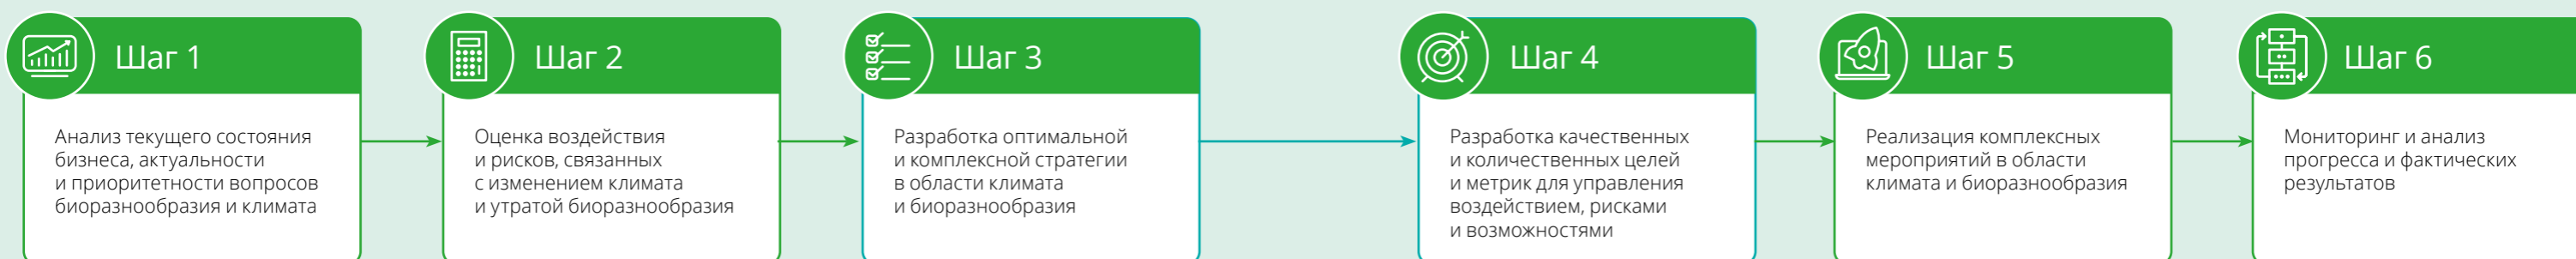 Шаг 1
Анализ текущего состояния
бизнеса, актуальности
и приоритетности вопросов
биоразнообразия и климата
Шаг 2
Оценка воздействия
и рисков, связанных
с изменением климата
и утратой биоразнообразия
Шаг 3
Разработка оптимальной
и комплексной стратегии
в области климата
и биоразнообразия
Шаг 4
Разработка качественных
и количественных целей
и метрик для управления
воздействием, рисками
и возможностями
Шаг 5
Реализация комплексных
мероприятий в области
климата и биоразнообразия
Шаг 6
Мониторинг и анализ
прогресса и фактических
результатов